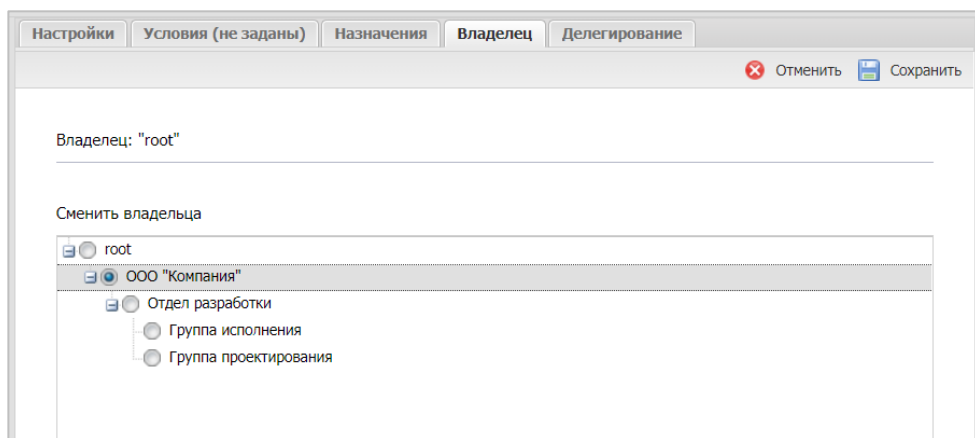 Настройки Условия (не заданы) Назначения Владелец Делегирование
Отменить Сохранить
Владелец: "root"
Сменить владельца
root
ООО "Компания"
Отдел разработки
Группа исполнения
Группа проектирования